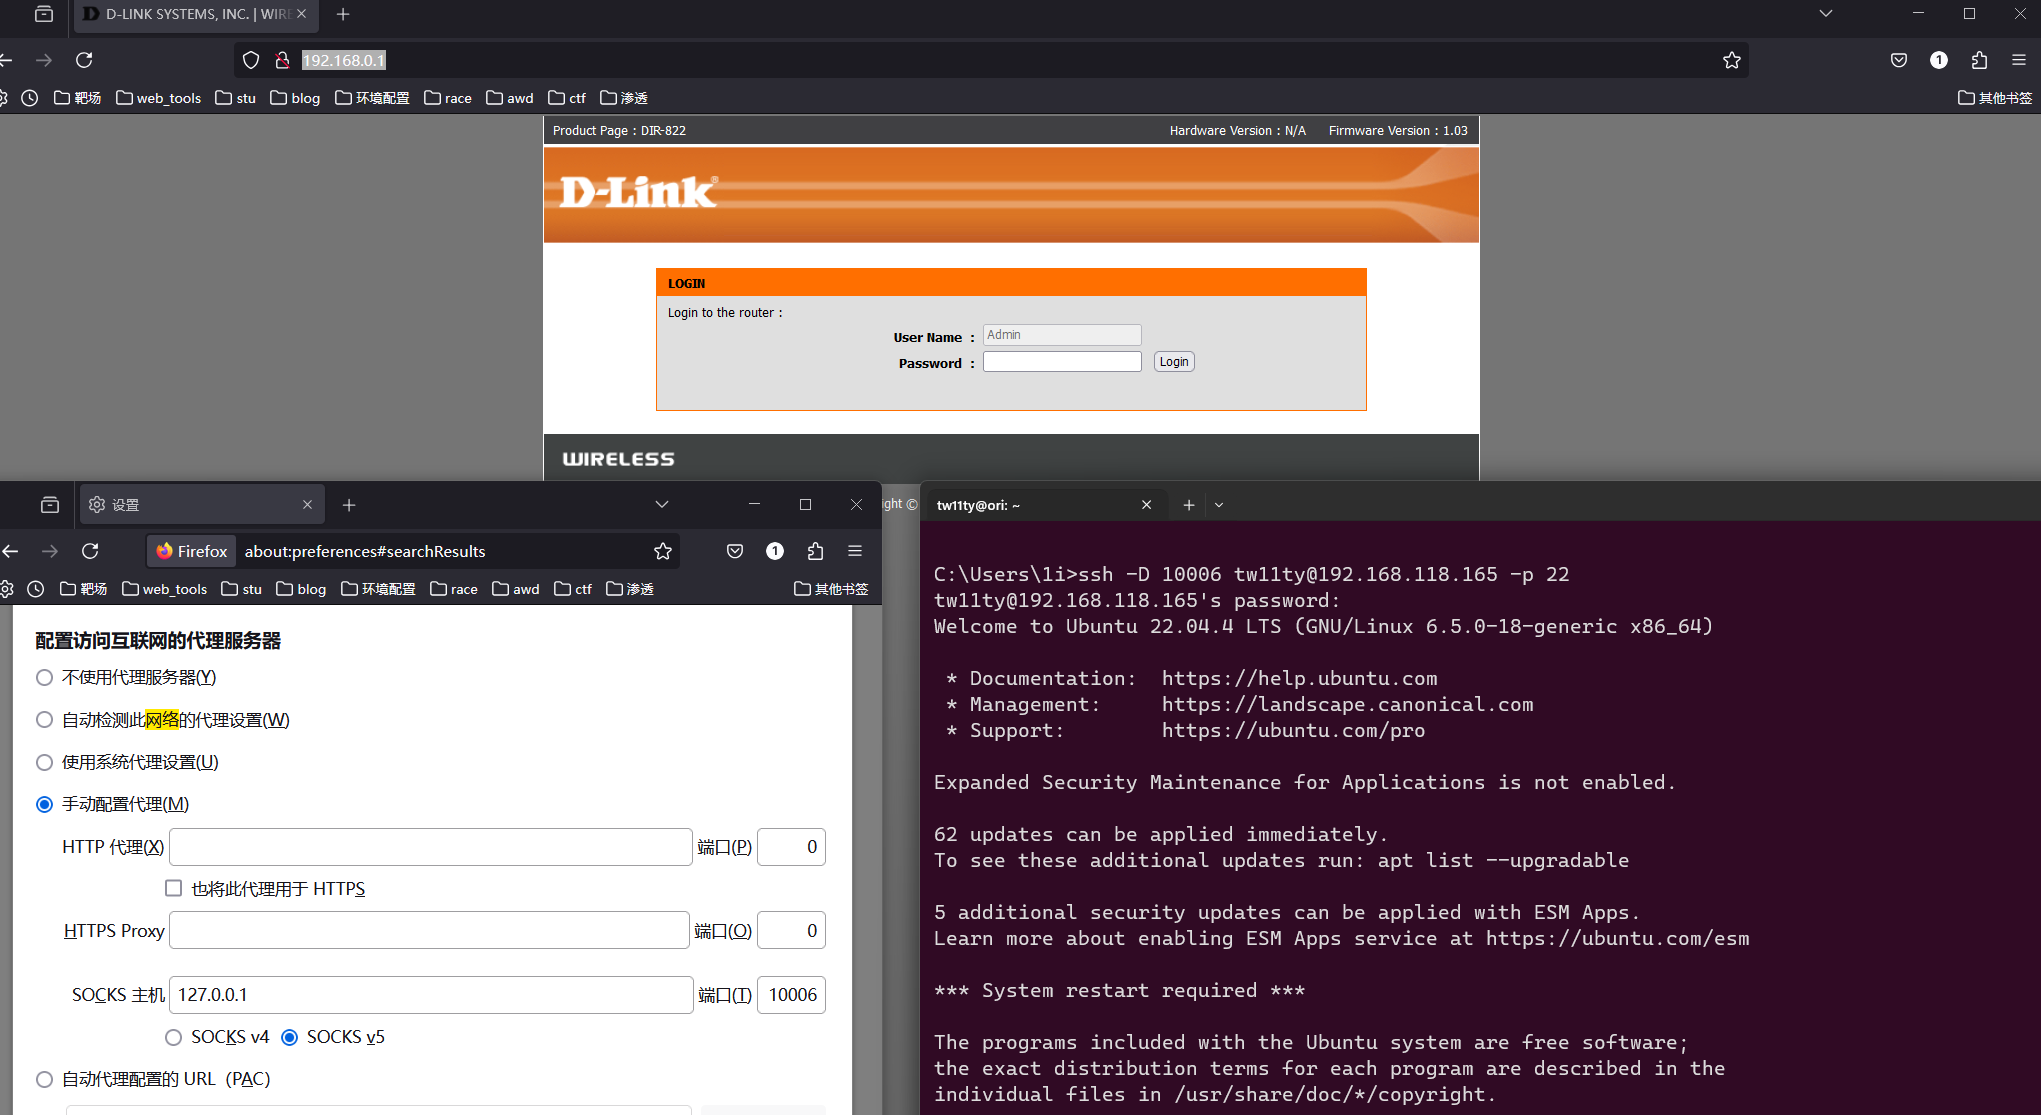 D-LINK SYSTEMS, INC. | WIRE
192.168.0.1
1
靶场
web_tools
stu
blog
环境配置
race
awd
ctf
渗透
其他书签
Product Page : DIR-822
Hardware Version : N/A
Firmware Version : 1.03
D-Link®
LOGIN
Login to the router :
User Name :
Admin
Password :
Login
WIRELESS
ight ©
设置
Firefox
about:preferences#searchResults
1
靶场
web_tools
stu
blog
环境配置
race
awd
ctf
渗透
其他书签
配置访问互联网的代理服务器
不使用代理服务器(Y)
自动检测此网络的代理设置(W)
使用系统代理设置(U)
手动配置代理(M)
HTTP 代理(X)
端口(P)
0
也将此代理用于 HTTPS
HTTPS Proxy
端口(O)
0
SOCKS 主机
127.0.0.1
端口(T)
10006
SOCKS v4
SOCKS v5
自动代理配置的 URL（PAC）
tw11ty@ori: ~
C:\Users\1i>ssh -D 10006 tw11ty@192.168.118.165 -p 22
tw11ty@192.168.118.165's password:
Welcome to Ubuntu 22.04.4 LTS (GNU/Linux 6.5.0-18-generic x86_64)
* Documentation:  https://help.ubuntu.com
* Management:     https://landscape.canonical.com
* Support:        https://ubuntu.com/pro
Expanded Security Maintenance for Applications is not enabled.
62 updates can be applied immediately.
To see these additional updates run: apt list --upgradable
5 additional security updates can be applied with ESM Apps.
Learn more about enabling ESM Apps service at https://ubuntu.com/esm
*** System restart required ***
The programs included with the Ubuntu system are free software;
the exact distribution terms for each program are described in the
individual files in /usr/share/doc/*/copyright.